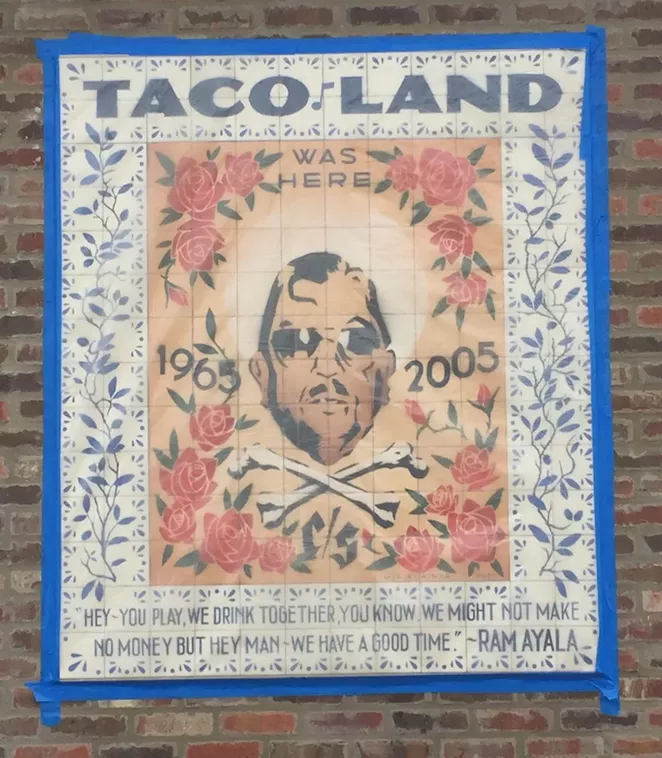 TACO LAND
WAS
HERE
1965 2005
C/S
"HEY~YOU PLAY, WE DRINK TOGETHER, YOU KNOW. WE MIGHT NOT MAKE
NO MONEY BUT HEY MAN~WE HAVE A GOOD TIME." ~RAM AYALA